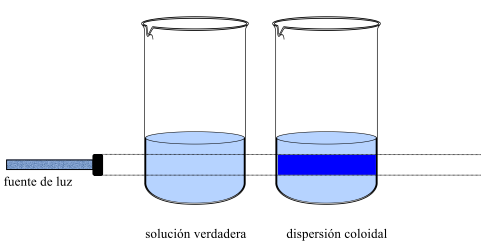 fuente de luz
solución verdadera
dispersión coloidal